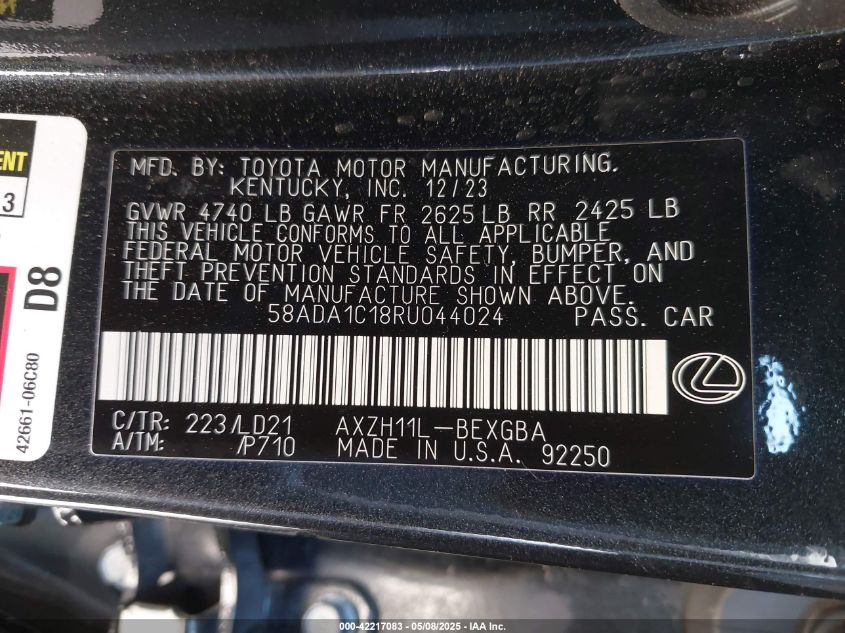 ENT
3
D8
42661-06C80
MFD. BY: TOYOTA MOTOR MANUFACTURING.
KENTUCKY, INC. 12/23
GVWR 4740 LB GAWR FR 2625 LB RR 2425 LB
THIS VEHICLE CONFORMS TO ALL APPLICABLE
FEDERAL MOTOR VEHICLE SAFETY, BUMPER, AND
THEFT PREVENTION STANDARDS IN EFFECT ON
THE DATE OF MANUFACTURE SHOWN ABOVE.
58ADA1C18RU044024 PASS. CAR
C/TR: 223/LD21 AXZH11L-BEXGBA
A/TM: /P710 MADE IN U.S.A. 92250
000-42217083 - 05/08/2025 - IAA Inc.